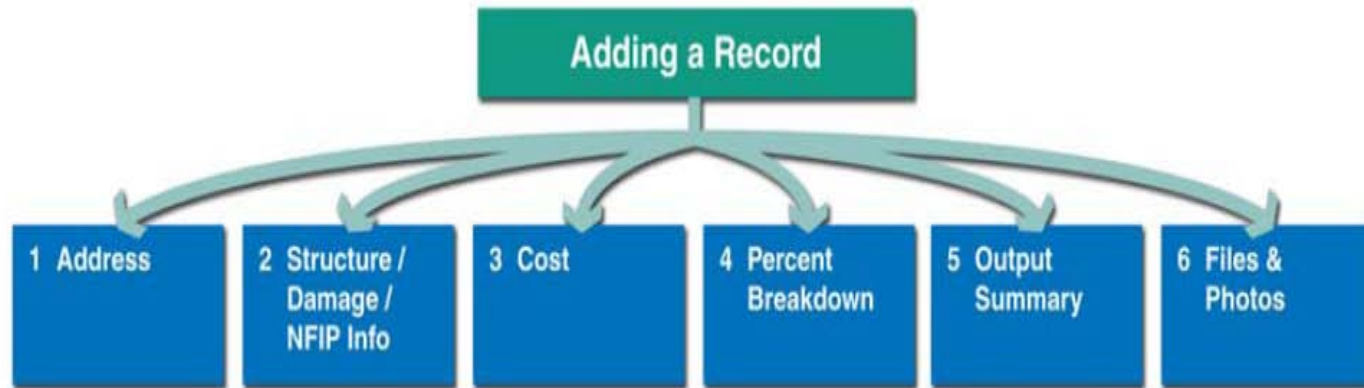 Adding a Record
1 Address
2 Structure /
Damage /
NFIP Info
3 Cost
4 Percent
Breakdown
5 Output
Summary
6 Files &
Photos